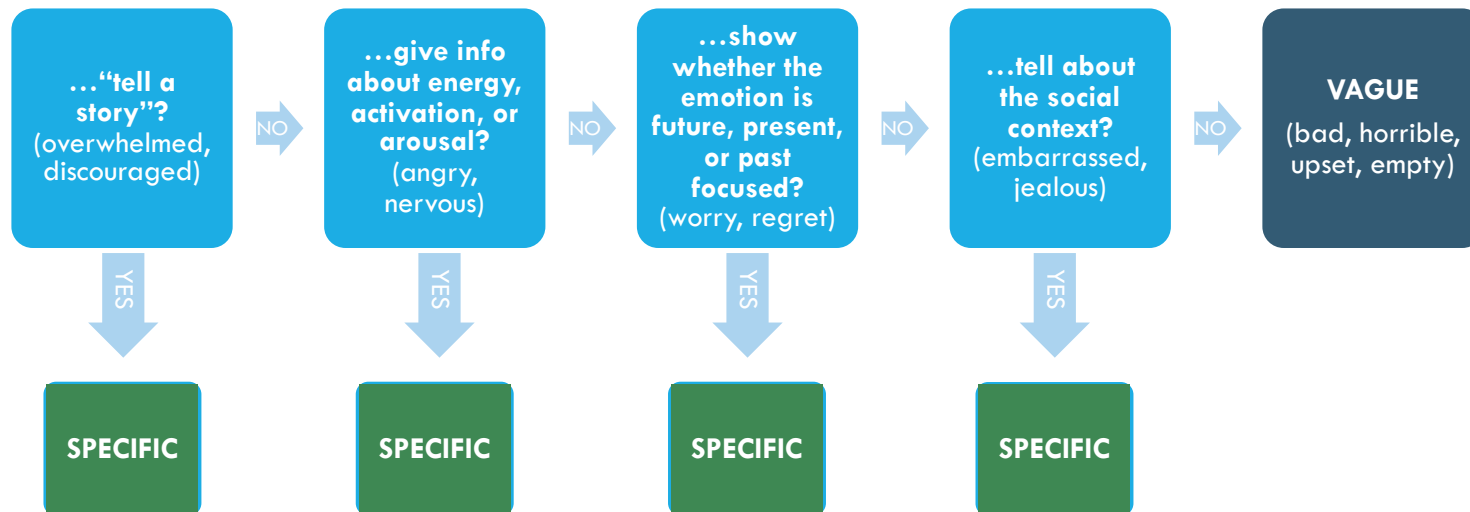 …“tell a
story”?
(overwhelmed,
discouraged)
NO
…give info
about energy,
activation, or
arousal?
(angry,
nervous)
NO
…show
whether the
emotion is
future, present,
or past
focused?
(worry, regret)
NO
…tell about
the social
context?
(embarrassed,
jealous)
NO
VAGUE
(bad, horrible,
upset, empty)
YES
YES
YES
YES
SPECIFIC
SPECIFIC
SPECIFIC
SPECIFIC